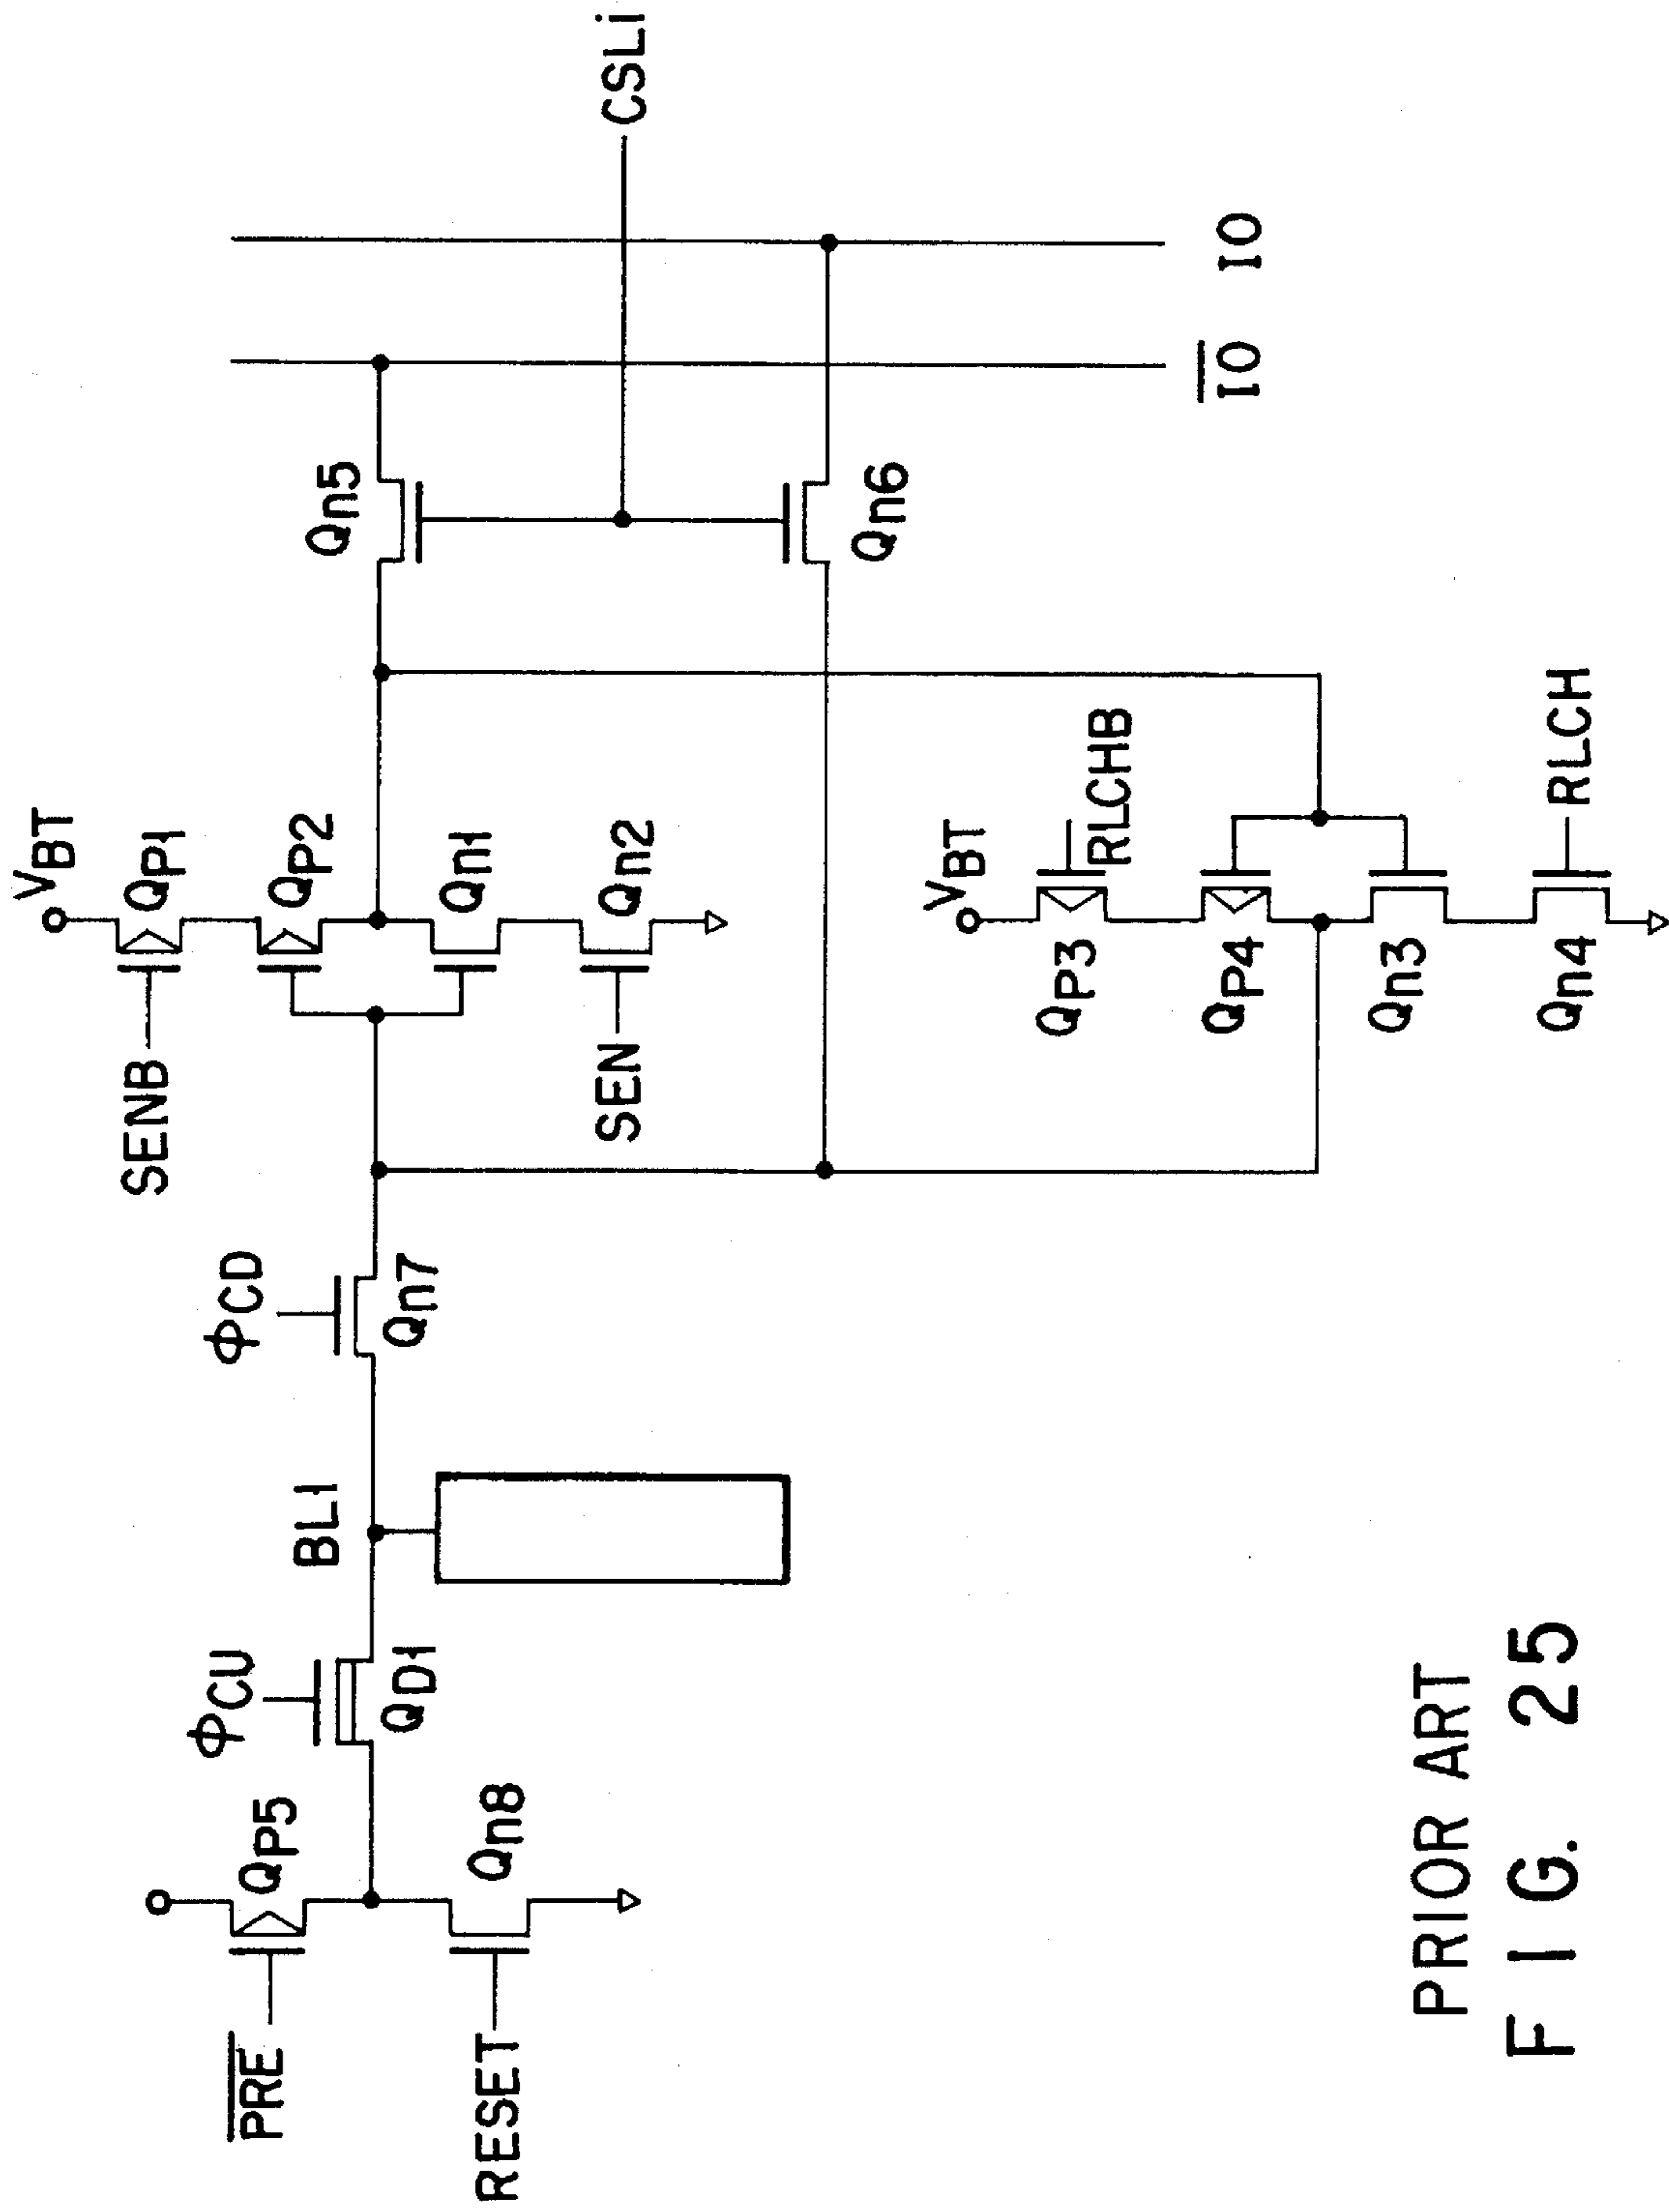 PRE
RESET
QP5
Qn8
φCU
QD1
BL1
φCD
Qn7
SENB
SEN
VBT
QP1
QP2
Qn1
Qn2
VBT
QP3
QP4
Qn3
Qn4
RLCHB
RLCH
Qn5
Qn6
CSLi
IO
IO
PRIOR ART
FIG. 25